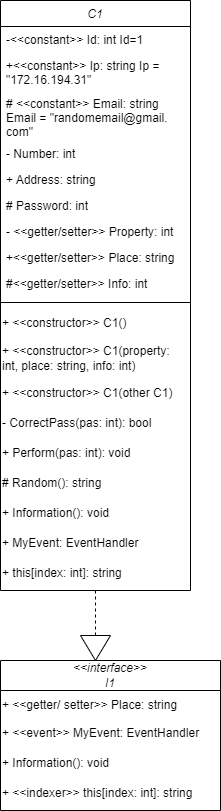 C1
-<<constant>> Id: int Id=1
+<<constant>> Ip: string Ip =
"172.16.194.31"
# <<constant>> Email: string
Email = "randomemail@gmail.
com"
- Number: int
+ Address: string
# Password: int
- <<getter/setter>> Property: int
+<<getter/setter>> Place: string
#<<getter/setter>> Info: int
+ <<constructor>> C1()
+ <<constructor>> C1(property:
int, place: string, info: int)
+ <<constructor>> C1(other C1)
- CorrectPass(pas: int): bool
+ Perform(pas: int): void
# Random(): string
+ Information(): void
+ MyEvent: EventHandler
+ this[index: int]: string
<<interface>>
I1
+ <<getter/ setter>> Place: string
+ <<event>> MyEvent: EventHandler
+ Information(): void
+ <<indexer>> this[index: int]: string